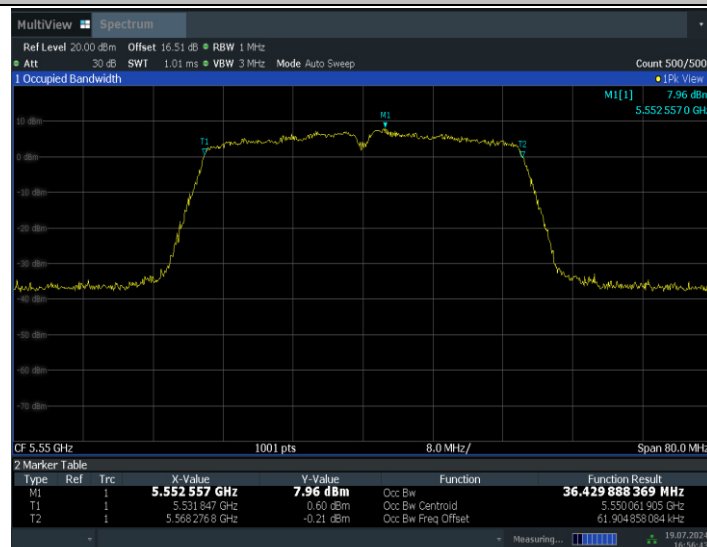 MultiView Spectrum
Ref Level 20.00 dBm Offset 16.51 dB RBW 1 MHz
Att 30 dB SWT 1.01 ms VBW 3 MHz Mode Auto Sweep Count 500/500
1 Occupied Bandwidth 1Pk View
M1[1] 7.96 dBm
5.552 557 0 GHz
M1
10 dBm
T1
T2
0 dBm
-10 dBm
-20 dBm
-30 dBm
-40 dBm
-50 dBm
-60 dBm
-70 dBm
CF 5.55 GHz 1001 pts 8.0 MHz/ Span 80.0 MHz
2 Marker Table
Type Ref Trc X-Value Y-Value Function Function Result
M1 1 5.552 557 GHz 7.96 dBm Occ Bw 36.429 888 369 MHz
T1 1 5.531 847 GHz 0.60 dBm Occ Bw Centroid 5.550 061 905 GHz
T2 1 5.568 276 8 GHz -0.21 dBm Occ Bw Freq Offset 61.904 858 084 kHz
Measuring... 19.07.2024